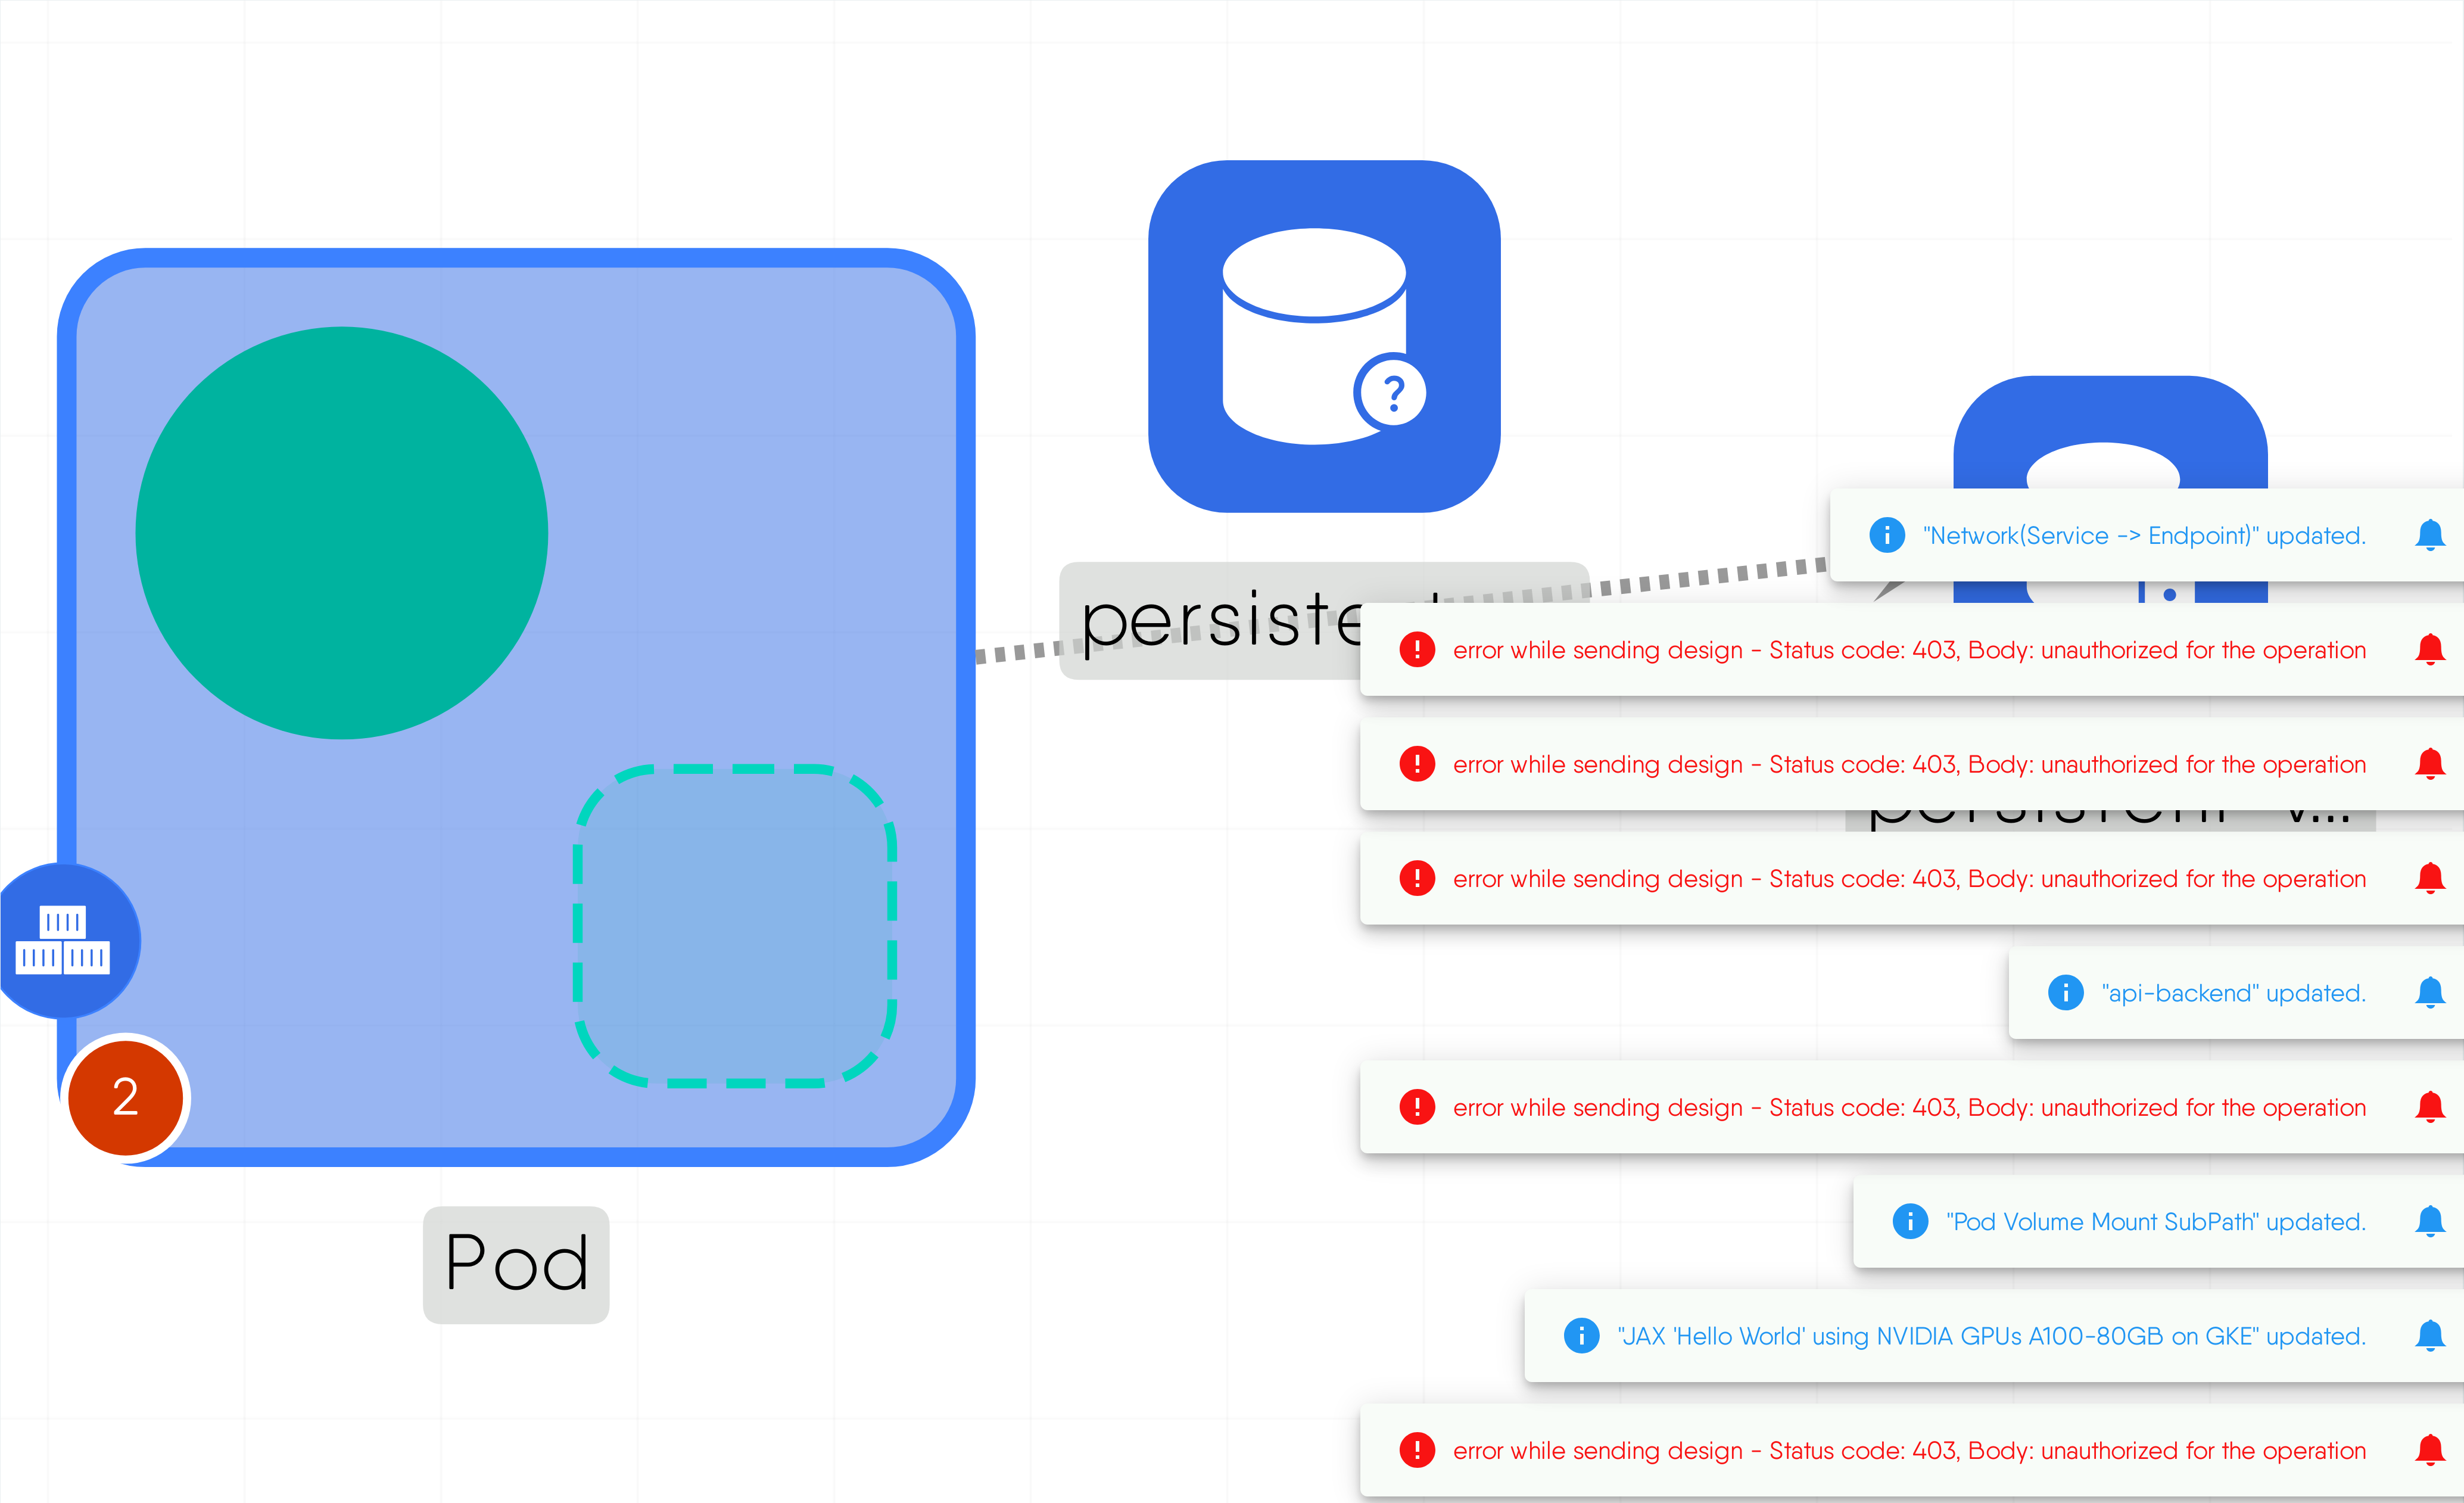 ?
"Network(Service -> Endpoint)" updated.
error while sending design - Status code: 403, Body: unauthorized for the operation
error while sending design - Status code: 403, Body: unauthorized for the operation
error while sending design - Status code: 403, Body: unauthorized for the operation
"api-backend" updated.
2
error while sending design - Status code: 403, Body: unauthorized for the operation
"Pod Volume Mount SubPath" updated.
Pod
"JAX 'Hello World' using NVIDIA GPUs A100-80GB on GKE" updated.
error while sending design - Status code: 403, Body: unauthorized for the operation